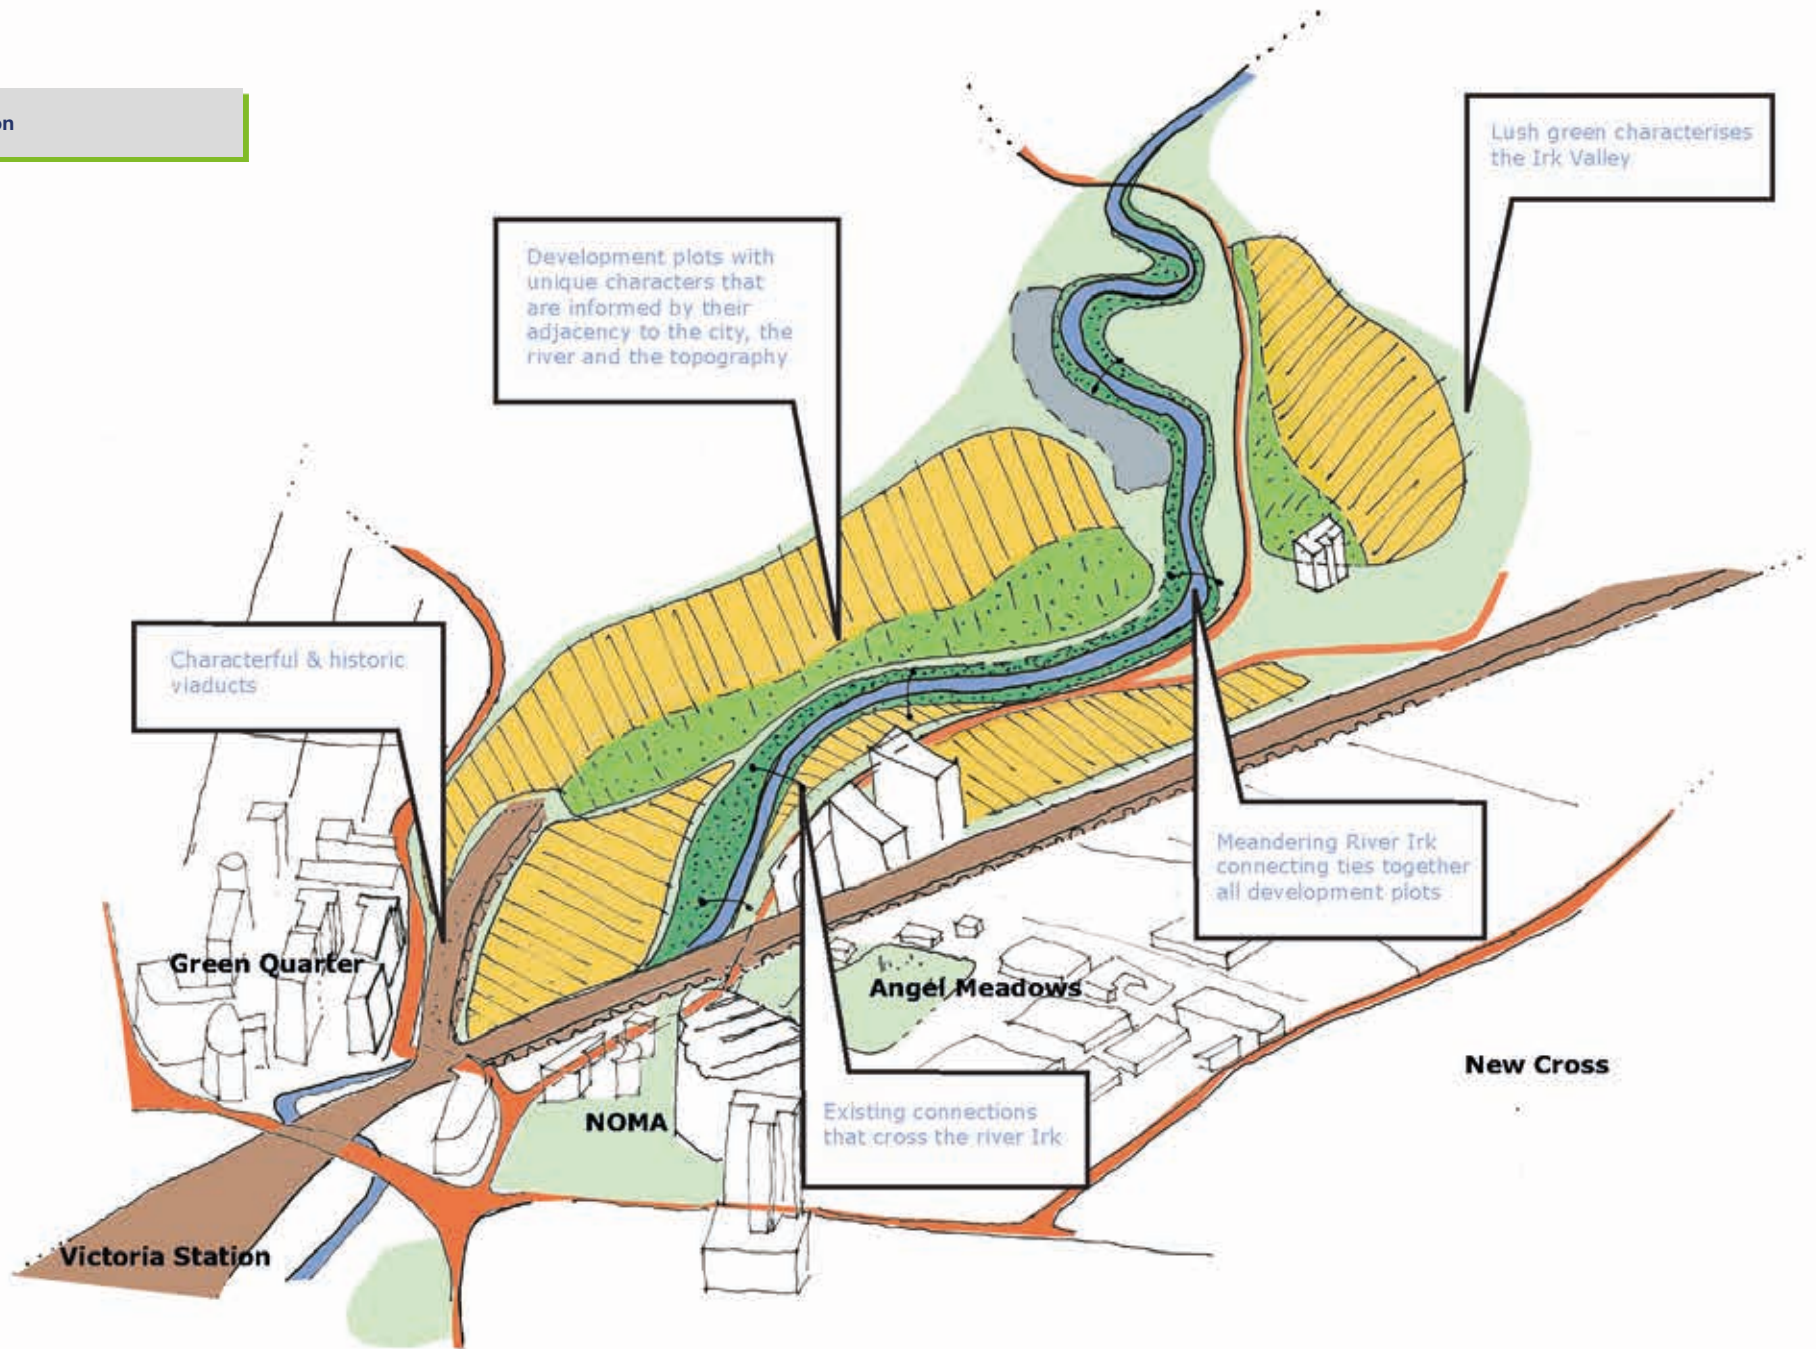 on
Lush green characterises
the Irk Valley
Development plots with
unique characters that
are informed by their
adjacency to the city, the
river and the topography
Characterful & historic
viaducts
Meandering River Irk
connecting ties together
all development plots
Green Quarter
Angel Meadows
New Cross
Existing connections
that cross the river Irk
NOMA
Victoria Station